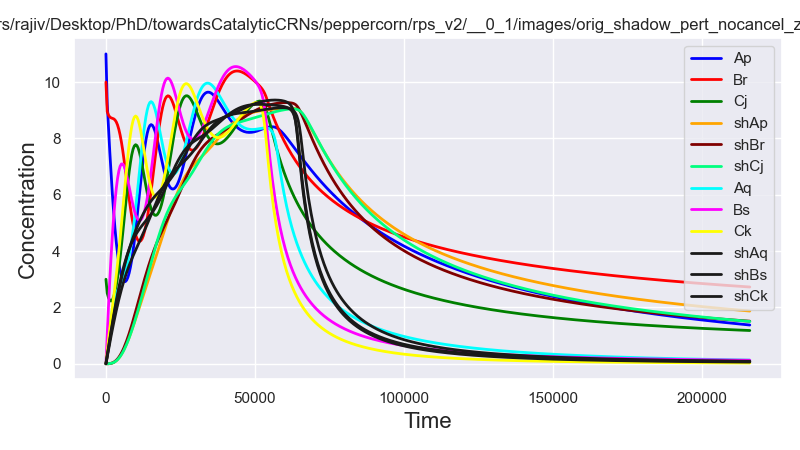 rs/rajiv/Desktop/PhD/towardsCatalyticCRNs/peppercorn/rps_v2/__0_1/images/orig_shadow_pert_nocancel_z
Concentration
10
8
6
4
2
0
0
50000
100000
150000
200000
Time
Ap
Br
Cj
shAp
shBr
shCj
Aq
Bs
Ck
shAq
shBs
shCk